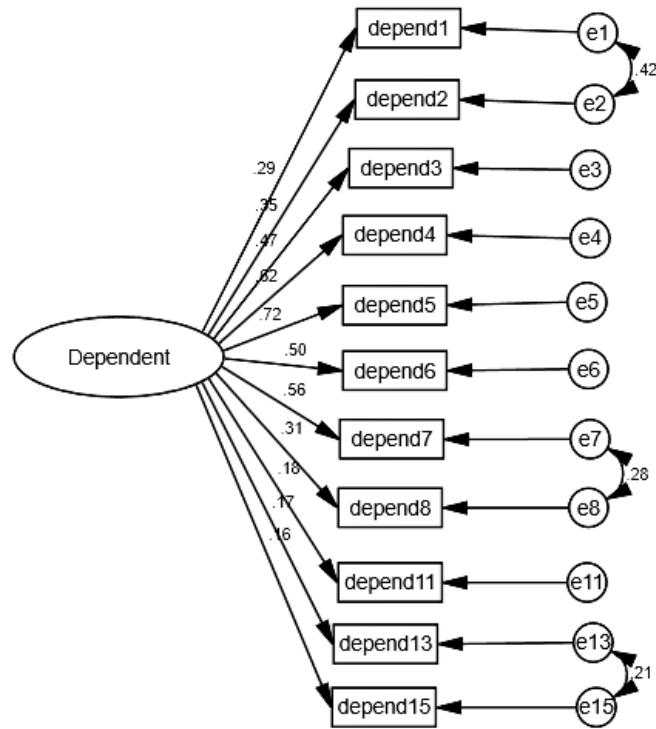 depend1 e1
.42
depend2 e2
.29
depend3 e3
.35
.47
depend4 e4
.62
depend5 e5
.72
Dependent
.50
depend6 e6
.56
.31
depend7 e7
.18
.28
.17
depend8 e8
.16
depend11 e11
depend13 e13
.21
depend15 e15